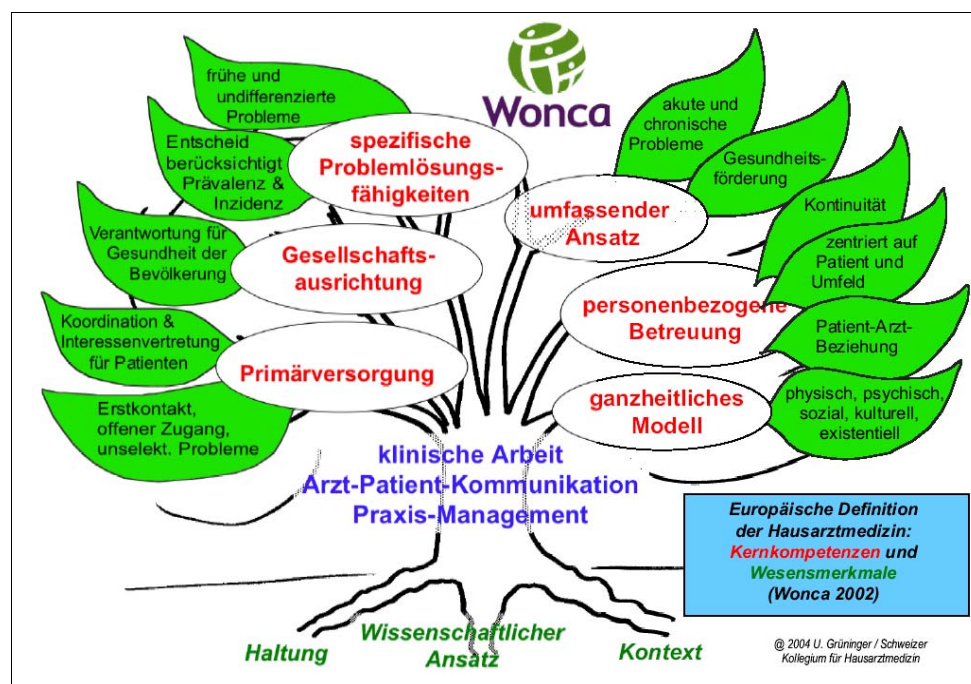 Wonca
frühe und
undifferenzierte
Probleme
spezifische
Problemlösungs-
fähigkeiten
Entscheid
berücksichtigt
Prävalenz &
Inzidenz
Verantwortung für
Gesundheit der
Bevölkerung
Gesellschafts-
ausrichtung
Koordination &
Interessenvertretung
für Patienten
Primärversorgung
Erstkontakt,
offener Zugang,
unselekt. Probleme
akute und
chronische
Probleme
Gesundheits-
förderung
umfassender
Ansatz
Kontinuität
zentriert auf
Patient und
Umfeld
personenbezogene
Betreuung
Patient-Arzt-
Beziehung
ganzheitliches
Modell
physisch, psychisch,
sozial, kulturell,
existentiell
klinische Arbeit
Arzt-Patient-Kommunikation
Praxis-Management
Europäische Definition
der Hausarztmedizin:
Kernkompetenzen und
Wesensmerkmale
(Wonca 2002)
Haltung
Wissenschaftlicher
Ansatz
Kontext
@ 2004 U. Grüninger / Schweizer
Kollegium für Hausarztmedizin